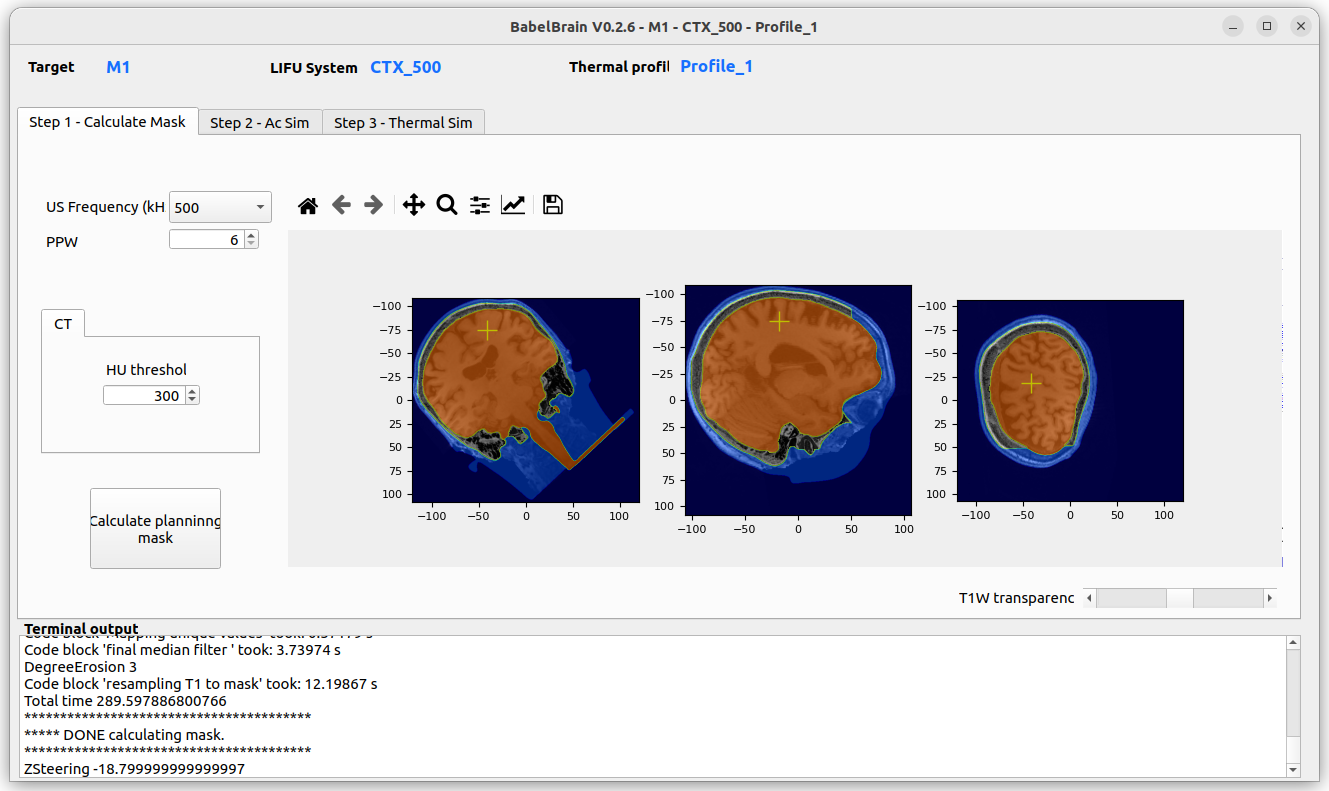 BabelBrain V0.2.6 - M1 - CTX_500 - Profile_1
Target M1 LIFU System CTX_500 Thermal profil Profile_1
Step 1 - Calculate Mask Step 2 - Ac Sim Step 3 - Thermal Sim
US Frequency (kH 500
PPW 6
CT
HU threshol
300
Calculate planninng
mask
−100
−75
−50
−25
0
25
50
75
100
−100 −50 0 50 100
−100
−75
−50
−25
0
25
50
75
100
−100 −50 0 50 100
−100
−75
−50
−25
0
25
50
75
100
−100 −50 0 50 100
T1W transparenc
Terminal output
Code block 'final median filter ' took: 3.73974 s
DegreeErosion 3
Code block 'resampling T1 to mask' took: 12.19867 s
Total time 289.597886800766
****************************************
***** DONE calculating mask.
****************************************
ZSteering -18.799999999999997